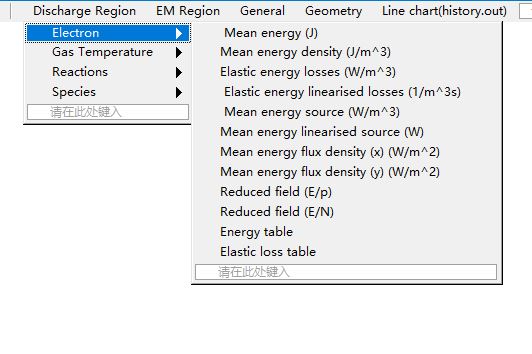 Discharge Region EM Region General Geometry Line chart(history.out)
Electron
Gas Temperature
Reactions
Species
请在此处键入
Mean energy (J)
Mean energy density (J/m^3)
Elastic energy losses (W/m^3)
Elastic energy linearised losses (1/m^3s)
Mean energy source (W/m^3)
Mean energy linearised source (W)
Mean energy flux density (x) (W/m^2)
Mean energy flux density (y) (W/m^2)
Reduced field (E/p)
Reduced field (E/N)
Energy table
Elastic loss table
请在此处键入